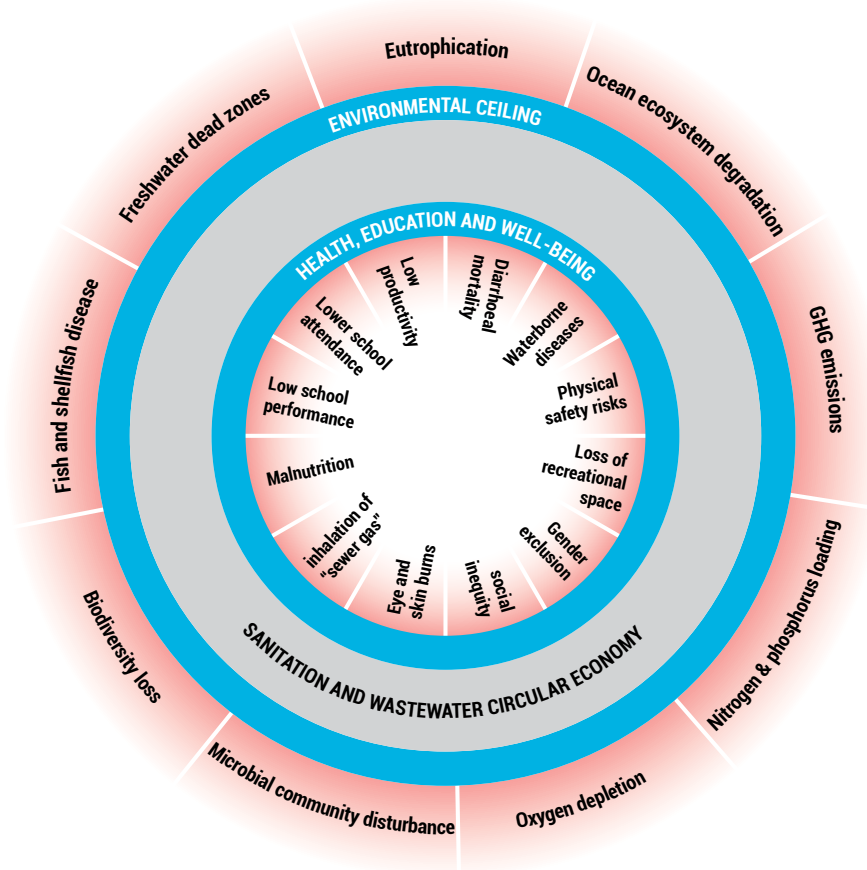 Eutrophication
Ocean ecosystem degradation
GHG emissions
Nitrogen & phosphorus loading
Oxygen depletion
Microbial community disturbance
Biodiversity loss
Fish and shellfish disease
Freshwater dead zones
ENVIRONMENTAL CEILING
HEALTH, EDUCATION AND WELL-BEING
Diarrhoeal
mortality
Waterborne
diseases
Physical
safety risks
Loss of
recreational
space
Gender
exclusion
social
inequity
Eye and
skin burns
inhalation of
"sewer gas"
Malnutrition
Low school
performance
Lower school
attendance
Low
productivity
SANITATION AND WASTEWATER CIRCULAR ECONOMY